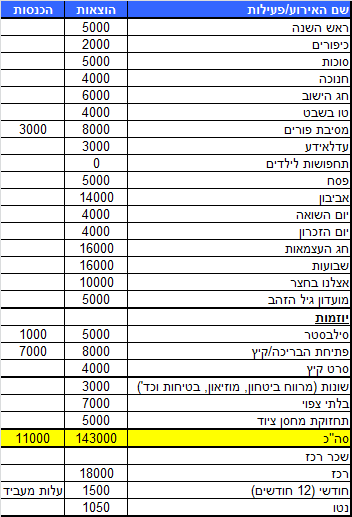 שם האירוע/פעילות הוצאות הכנסות
ראש השנה 5000
כיפורים 2000
סוכות 5000
חנוכה 4000
חג הישוב 6000
טו בשבט 4000
מסיבת פורים 8000 3000
עדלאידע 3000
תחפושות לילדים 0
פסח 5000
אביבון 14000
יום השואה 4000
יום הזכרון 4000
חג העצמאות 16000
שבועות 16000
אצלנו בחצר 10000
מועדון גיל הזהב 5000
יוזמות
סילבסטר 5000 1000
פתיחת הבריכה/קיץ 8000 7000
סרט קיץ 4000
שונות (מרווח ביטחון, מוזיאון, בטיחות וכד') 3000
בלתי צפוי 7000
תחזוקת מחסן ציוד 5000
סה"כ 143000 11000
שכר רכז
רכז 18000
חודשי (12 חודשים) 1500 עלות מעביד
נטו 1050